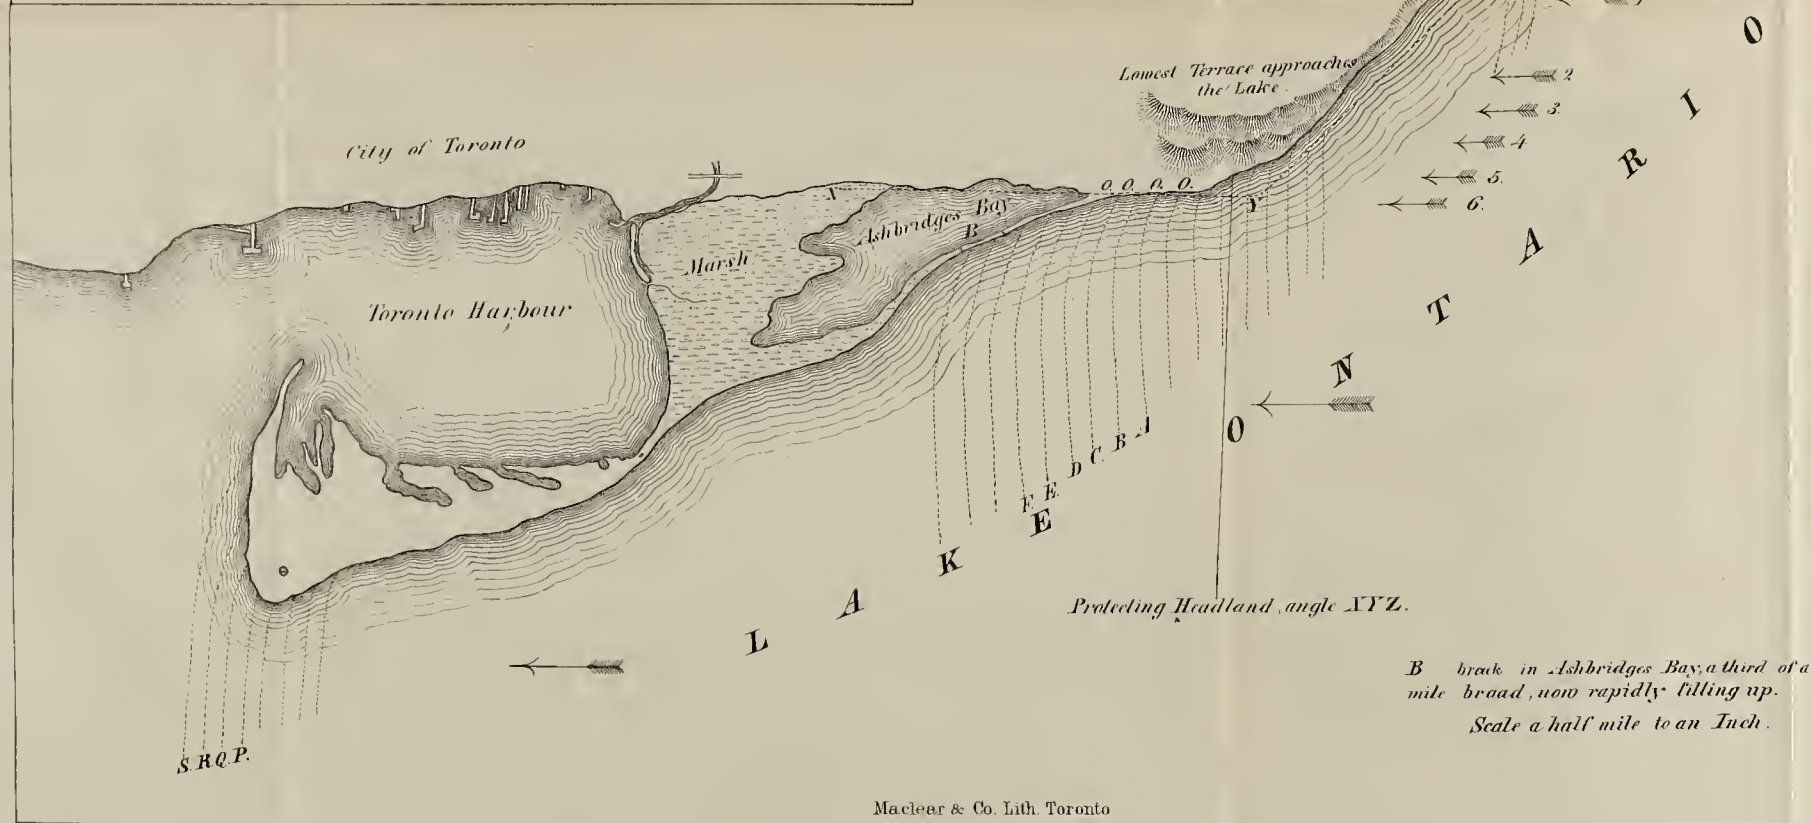 Lowest Terrace approaches
the Lake.
City of Toronto
2
3.
4
5.
6.
O. O. O. O.
X
Y
Ashbridges Bay
B
Marsh
Toronto Harbour
LAKE ONTARIO
A
B
C.
D
E.
F.
Protecting Headland, angle XYZ.
B break in Ashbridges Bay, a third of a
mile broad, now rapidly filling up.
Scale a half mile to an Inch.
S. R. Q. P.
Maclear & Co. Lith. Toronto